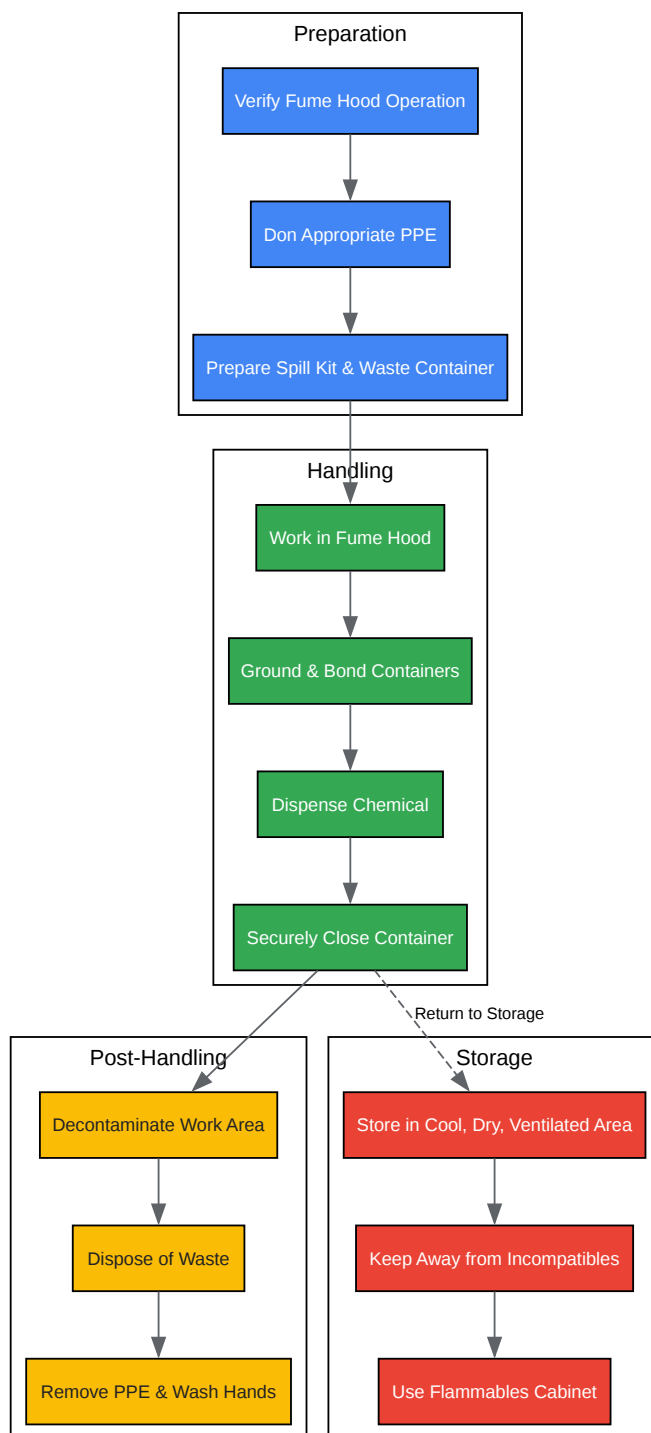 Preparation
Verify Fume Hood Operation
Don Appropriate PPE
Prepare Spill Kit & Waste Container
Handling
Work in Fume Hood
Ground & Bond Containers
Dispense Chemical
Securely Close Container
Return to Storage
Post-Handling
Decontaminate Work Area
Dispose of Waste
Remove PPE & Wash Hands
Storage
Store in Cool, Dry, Ventilated Area
Keep Away from Incompatibles
Use Flammables Cabinet